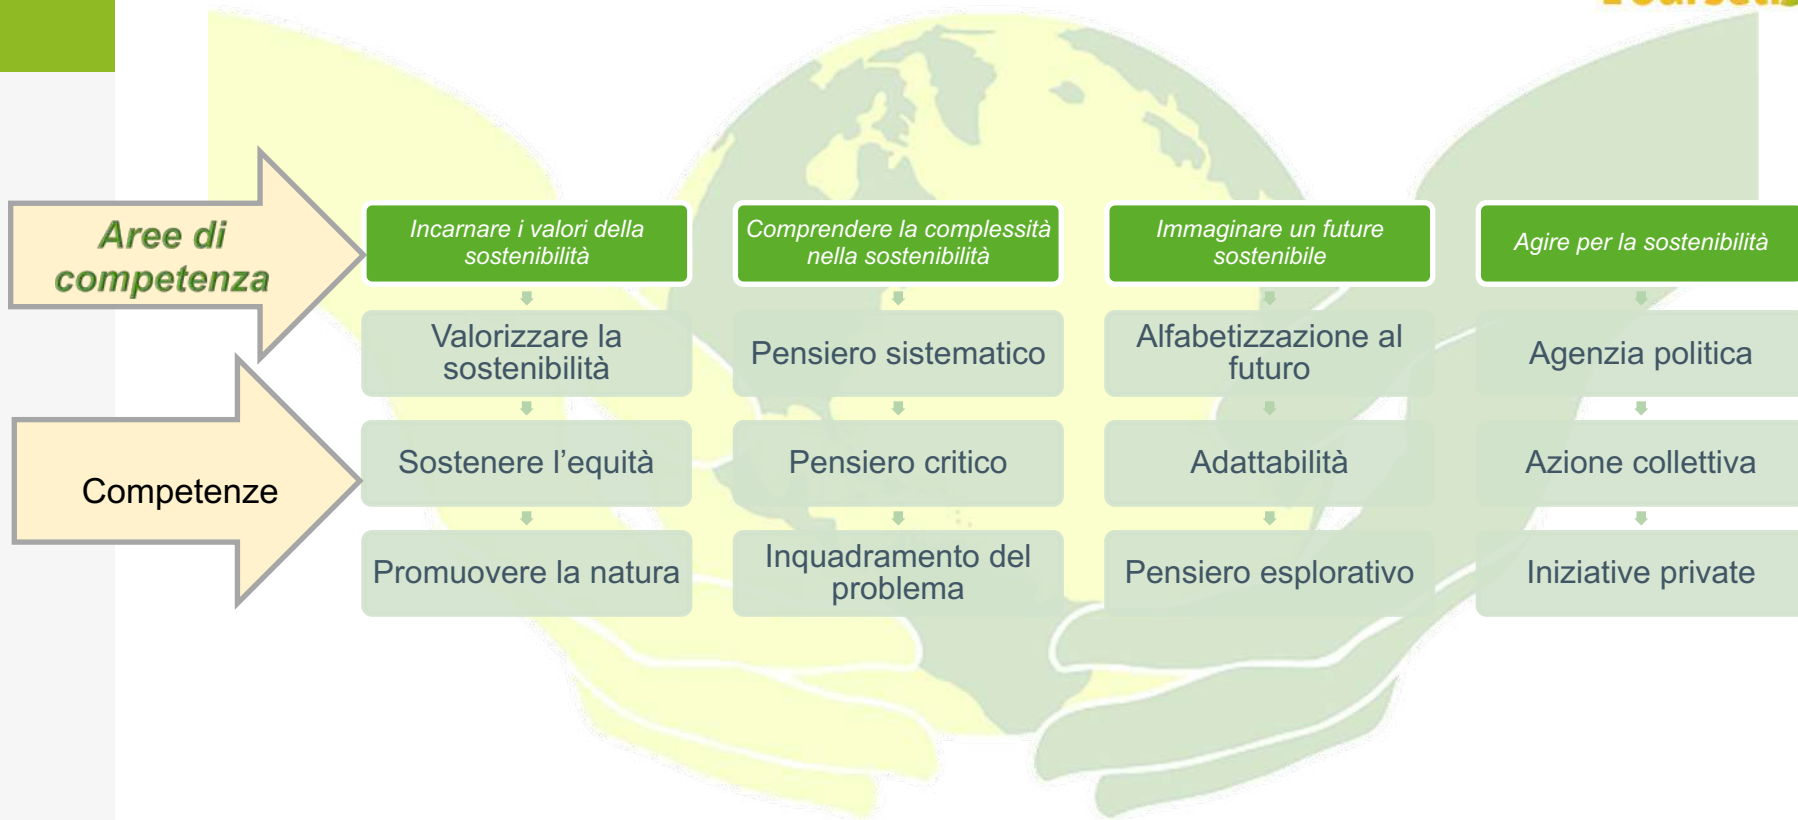 Aree di
competenza
Incarnare i valori della
sostenibilità
Comprendere la complessità
nella sostenibilità
Immaginare un future
sostenibile
Agire per la sostenibilità
Competenze
Valorizzare la
sostenibilità
Sostenere l'equità
Promuovere la natura
Pensiero sistematico
Pensiero critico
Inquadramento del
problema
Alfabetizzazione al
futuro
Adattabilità
Pensiero esplorativo
Agenzia politica
Azione collettiva
Iniziative private